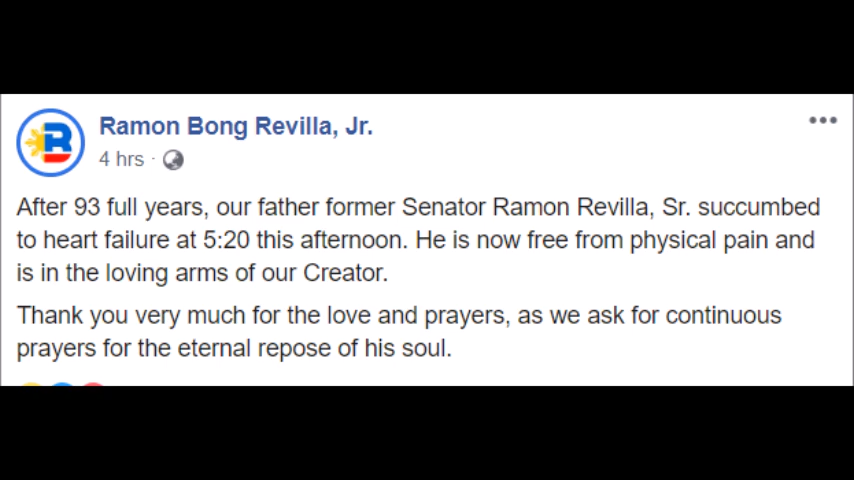 Ramon Bong Revilla, Jr.
4 hrs ·
After 93 full years, our father former Senator Ramon Revilla, Sr. succumbed
to heart failure at 5:20 this afternoon. He is now free from physical pain and
is in the loving arms of our Creator.
Thank you very much for the love and prayers, as we ask for continuous
prayers for the eternal repose of his soul.